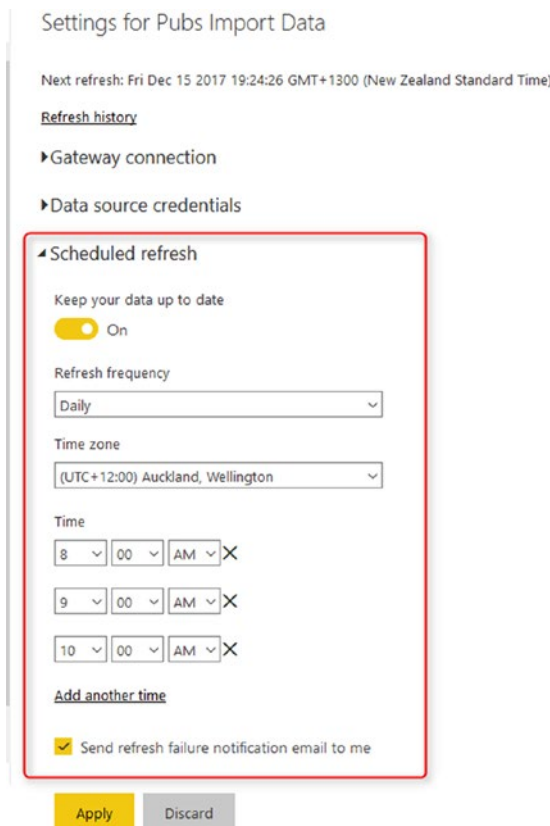 Settings for Pubs Import Data
Next refresh: Fri Dec 15 2017 19:24:26 GMT+1300 (New Zealand Standard Time)
Refresh history
Gateway connection
Data source credentials
Scheduled refresh
Keep your data up to date
On
Refresh frequency
Daily
Time zone
(UTC+12:00) Auckland, Wellington
Time
8 00 AM
9 00 AM
10 00 AM
Add another time
Send refresh failure notification email to me
Apply Discard